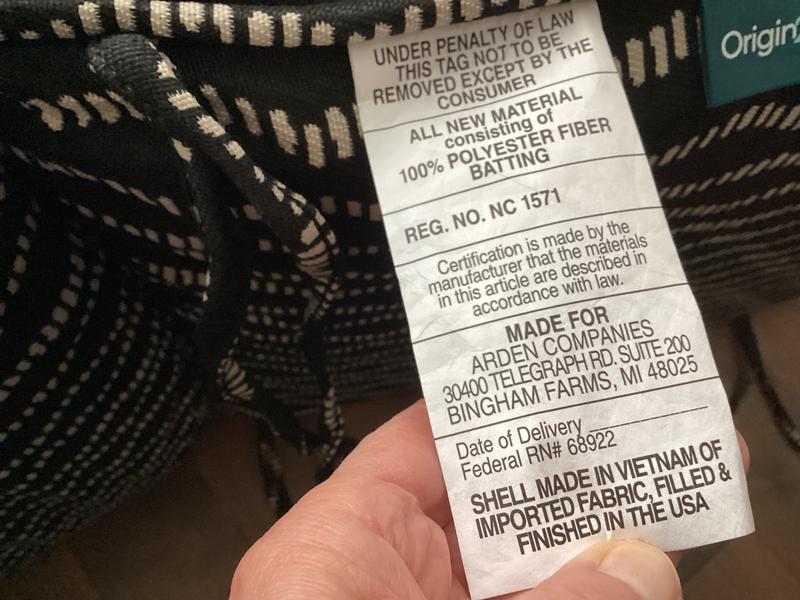 UNDER PENALTY OF LAW
THIS TAG NOT TO BE
REMOVED EXCEPT BY THE
CONSUMER
ALL NEW MATERIAL
consisting of
100% POLYESTER FIBER
BATTING
REG. NO. NC 1571
Certification is made by the
manufacturer that the materials
in this article are described in
accordance with law.
MADE FOR
ARDEN COMPANIES
30400 TELEGRAPH RD. SUITE 200
BINGHAM FARMS, MI 48025
Date of Delivery
Federal RN# 68922
SHELL MADE IN VIETNAM OF
IMPORTED FABRIC, FILLED &
FINISHED IN THE USA
Origin